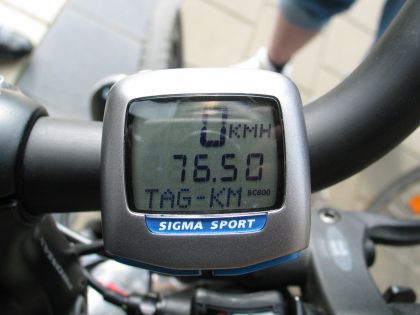 0 KMH
76.50
TAG-KM BC800
SIGMA SPORT